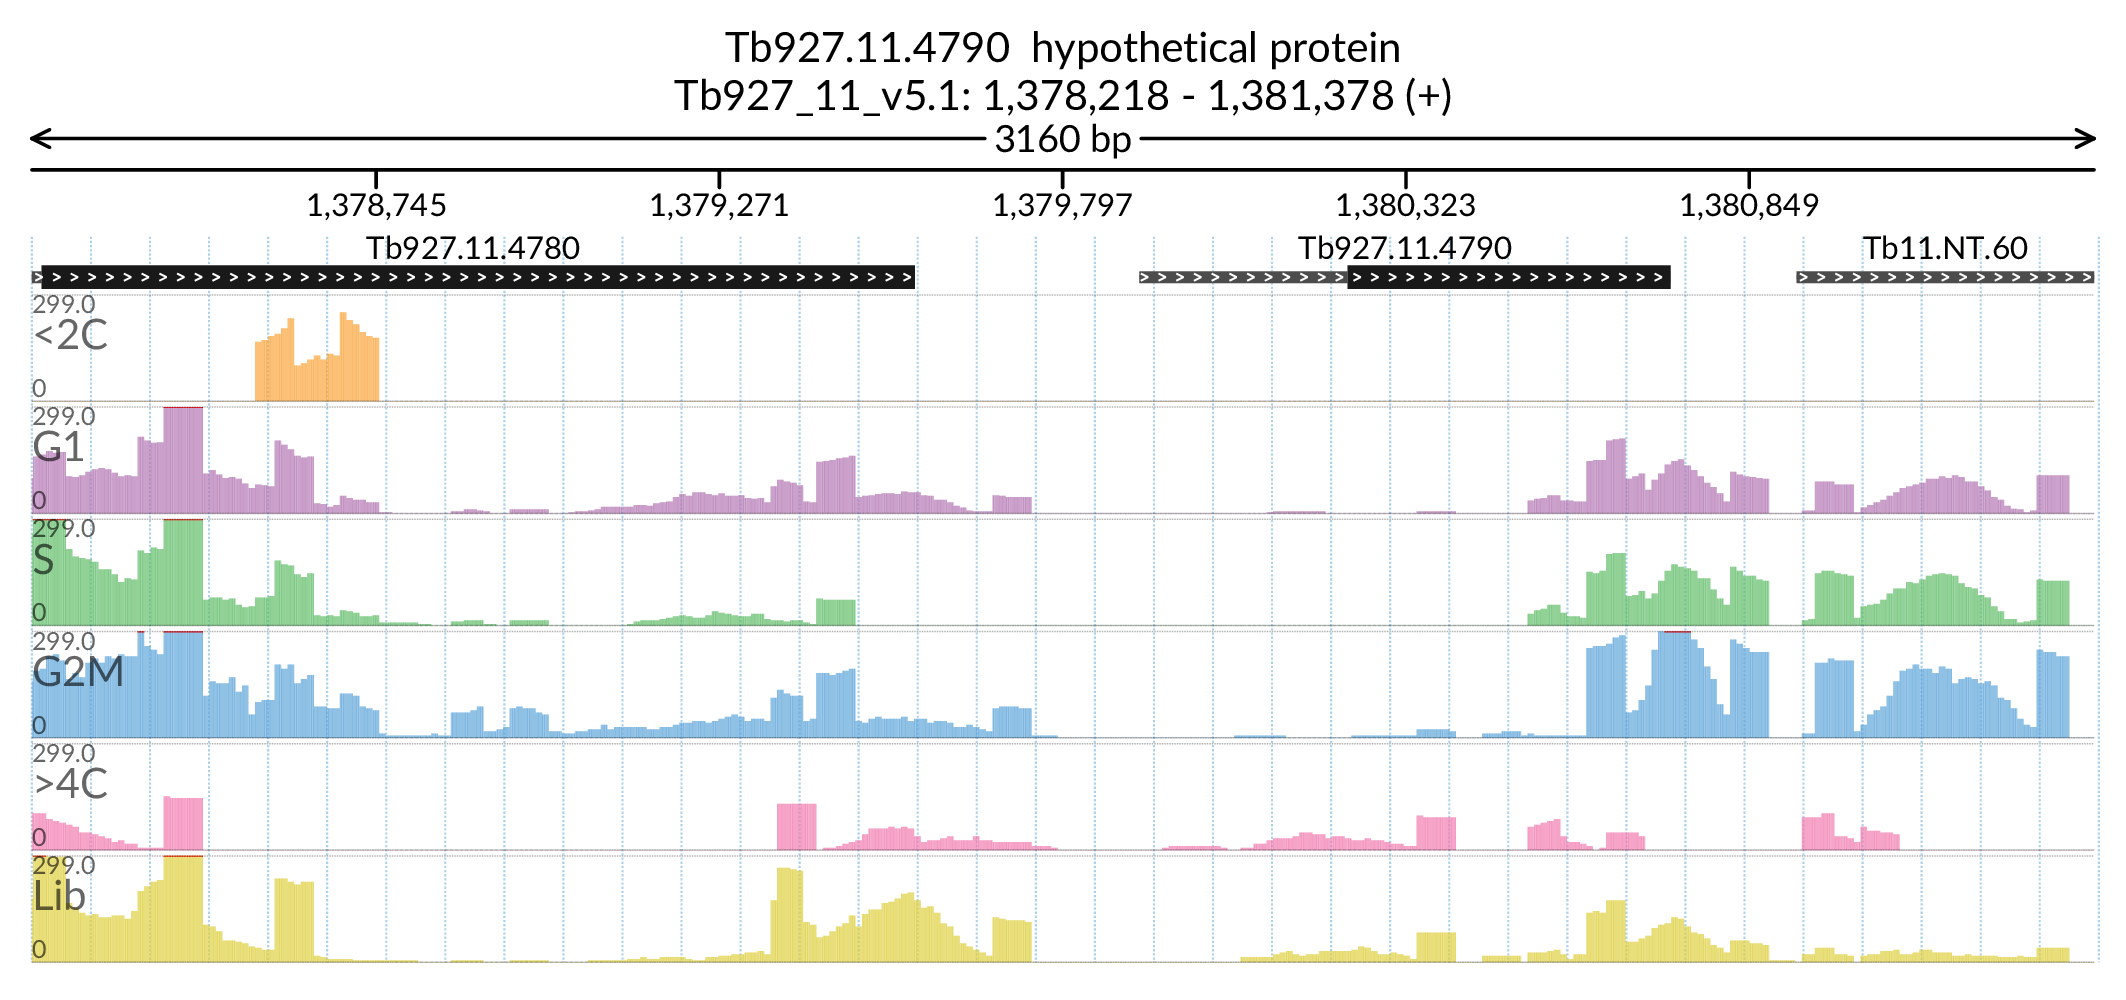 Tb927.11.4790  hypothetical protein
Tb927_11_v5.1: 1,378,218 - 1,381,378 (+)
3160 bp
1,378,745 1,379,271 1,379,797 1,380,323 1,380,849
Tb927.11.4780 Tb927.11.4790 Tb11.NT.60
299.0
<2C
0
299.0
G1
0
299.0
S
0
299.0
G2M
0
299.0
>4C
0
299.0
Lib
0